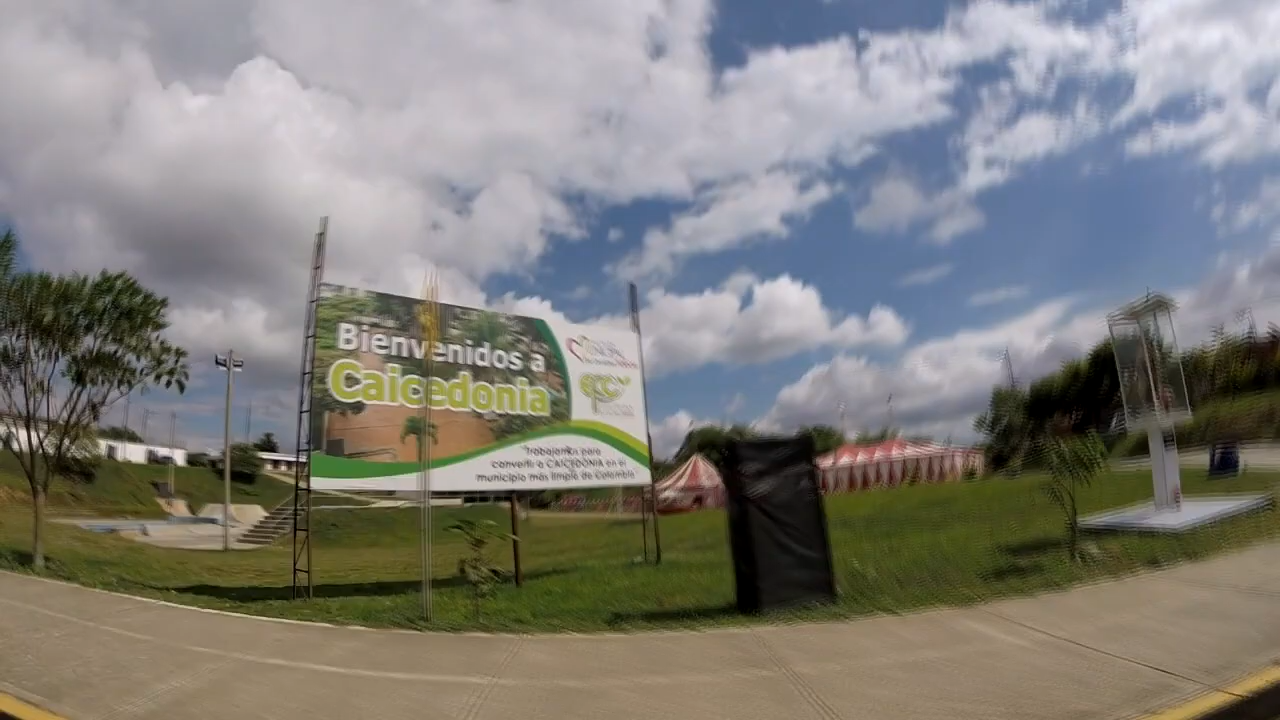 Bienvenidos a
Caicedonia
"Trabajando para
convertir a CAICEDONIA en el
municipio más limpio de Colombia"